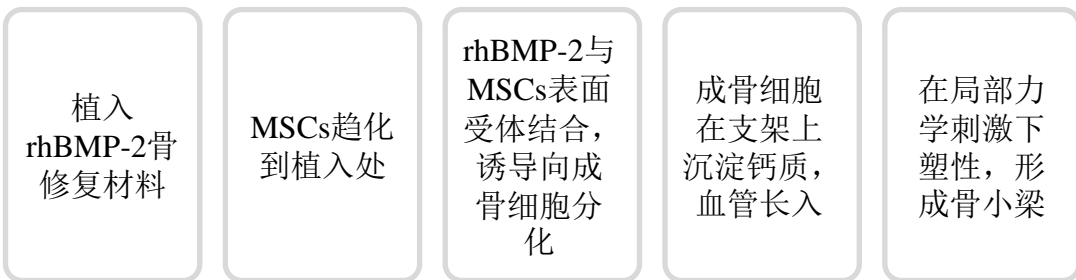 植入
rhBMP-2骨
修复材料
MSCs趋化
到植入处
rhBMP-2与
MSCs表面
受体结合，
诱导向成
骨细胞分
化
成骨细胞
在支架上
沉淀钙质，
血管长入
在局部力
学刺激下
塑性，形
成骨小梁